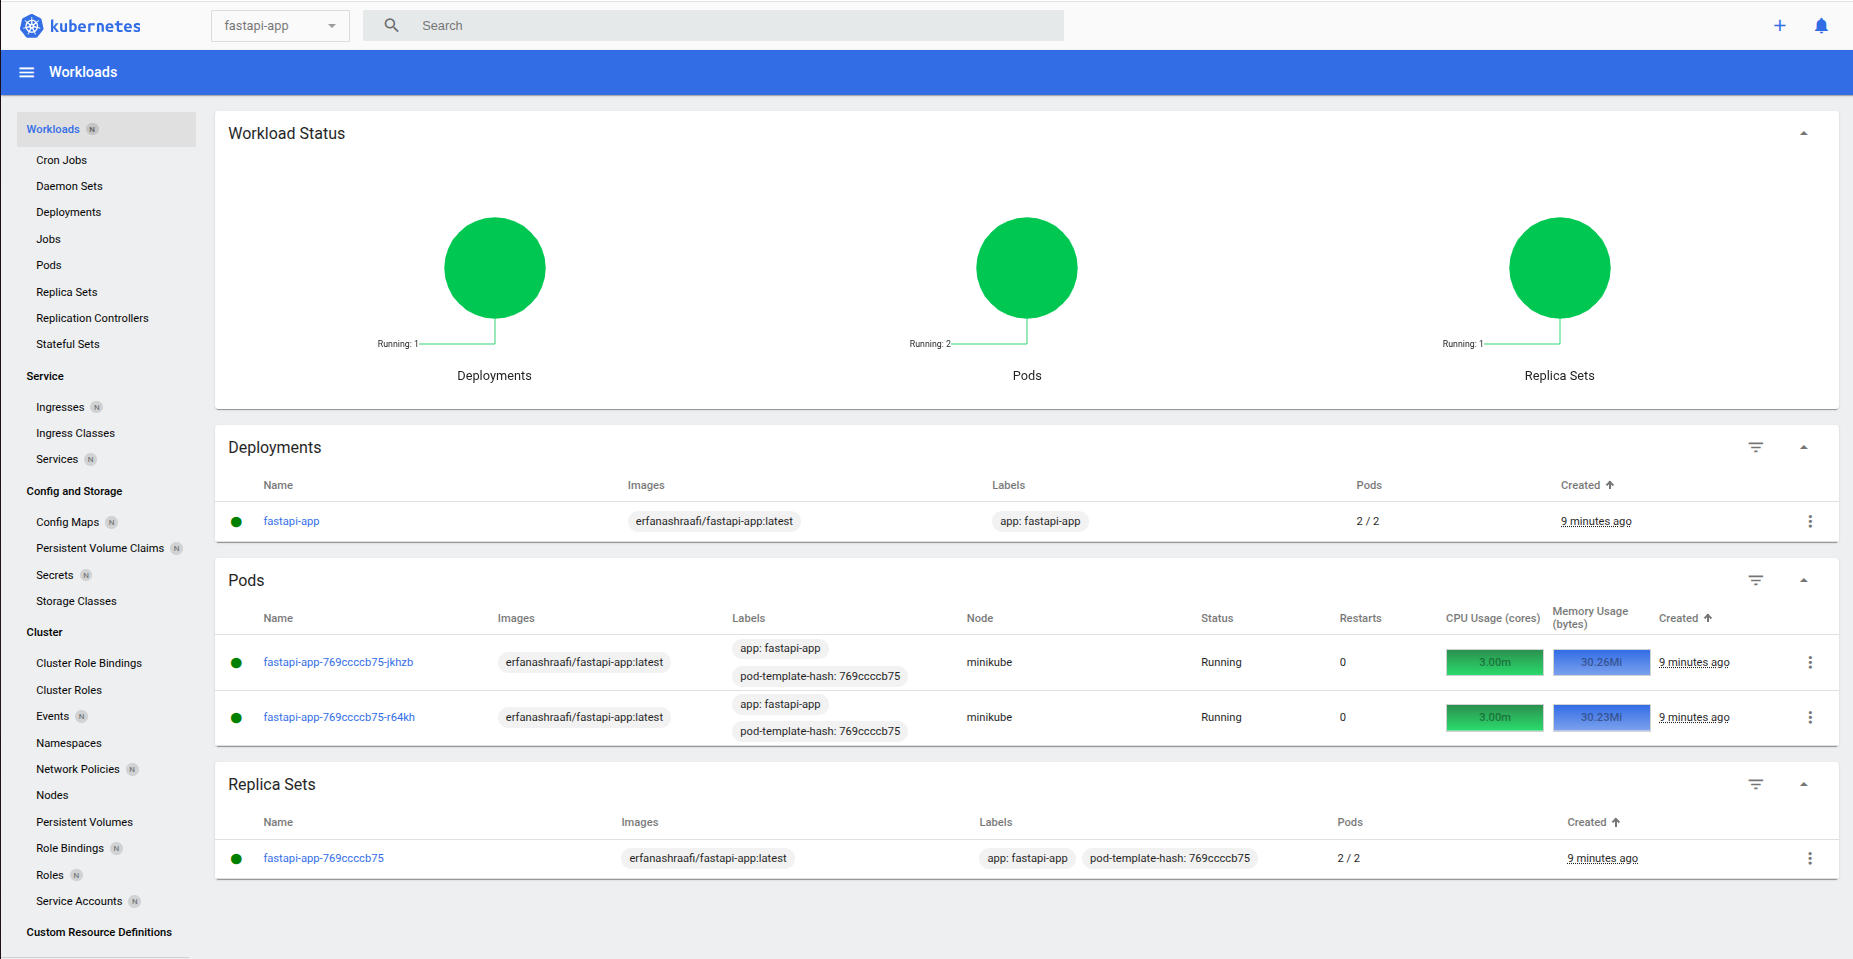 kubernetes
fastapi-app
Search
Workloads
Workloads N
Cron Jobs
Daemon Sets
Deployments
Jobs
Pods
Replica Sets
Replication Controllers
Stateful Sets
Service
Ingresses N
Ingress Classes
Services N
Config and Storage
Config Maps N
Persistent Volume Claims N
Secrets N
Storage Classes
Cluster
Cluster Role Bindings
Cluster Roles
Events N
Namespaces
Network Policies N
Nodes
Persistent Volumes
Role Bindings N
Roles N
Service Accounts N
Custom Resource Definitions
Workload Status
Running: 1
Deployments
Running: 2
Pods
Running: 1
Replica Sets
Deployments
Name Images Labels Pods Created
fastapi-app erfanashraafi/fastapi-app:latest app: fastapi-app 2 / 2 9 minutes ago
Pods
Name Images Labels Node Status Restarts CPU Usage (cores) Memory Usage (bytes) Created
fastapi-app-769ccccb75-jkhzb erfanashraafi/fastapi-app:latest app: fastapi-app minikube Running 0 3.00m 30.26Mi 9 minutes ago
pod-template-hash: 769ccccb75
fastapi-app-769ccccb75-r64kh erfanashraafi/fastapi-app:latest app: fastapi-app minikube Running 0 3.00m 30.23Mi 9 minutes ago
pod-template-hash: 769ccccb75
Replica Sets
Name Images Labels Pods Created
fastapi-app-769ccccb75 erfanashraafi/fastapi-app:latest app: fastapi-app pod-template-hash: 769ccccb75 2 / 2 9 minutes ago